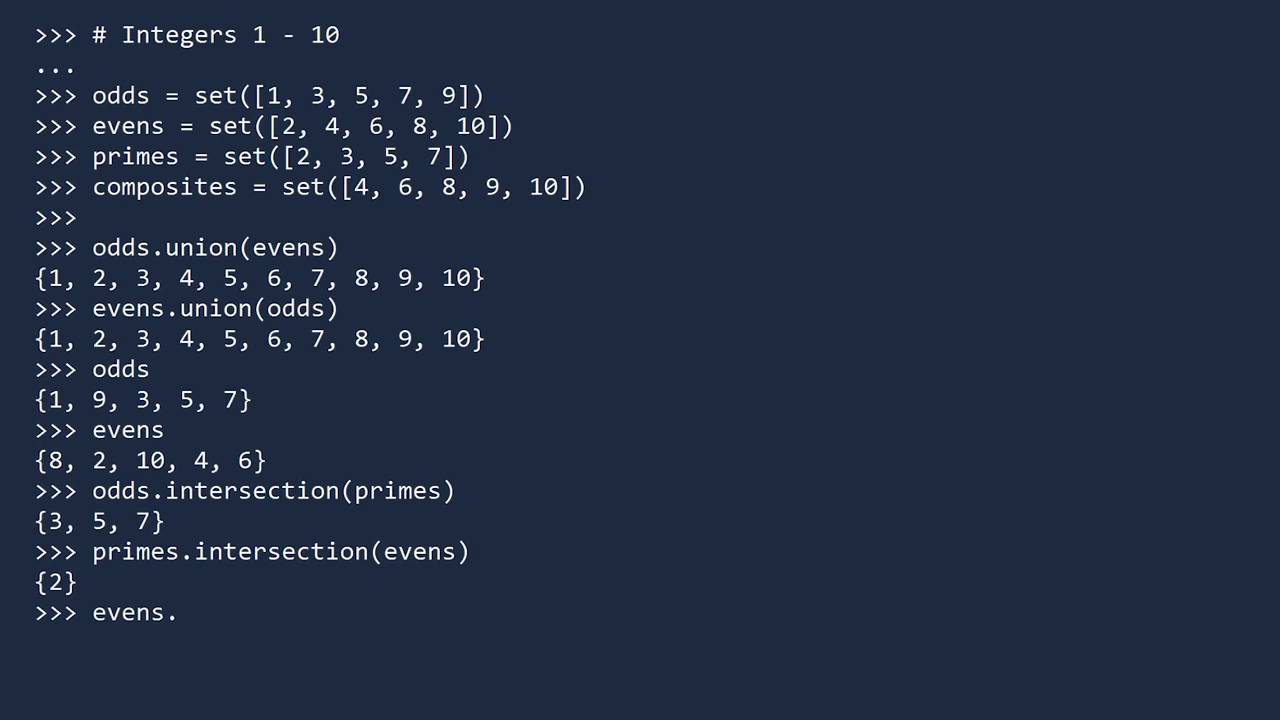 >>> # Integers 1 - 10
...
>>> odds = set([1, 3, 5, 7, 9])
>>> evens = set([2, 4, 6, 8, 10])
>>> primes = set([2, 3, 5, 7])
>>> composites = set([4, 6, 8, 9, 10])
>>>
>>> odds.union(evens)
{1, 2, 3, 4, 5, 6, 7, 8, 9, 10}
>>> evens.union(odds)
{1, 2, 3, 4, 5, 6, 7, 8, 9, 10}
>>> odds
{1, 9, 3, 5, 7}
>>> evens
{8, 2, 10, 4, 6}
>>> odds.intersection(primes)
{3, 5, 7}
>>> primes.intersection(evens)
{2}
>>> evens.